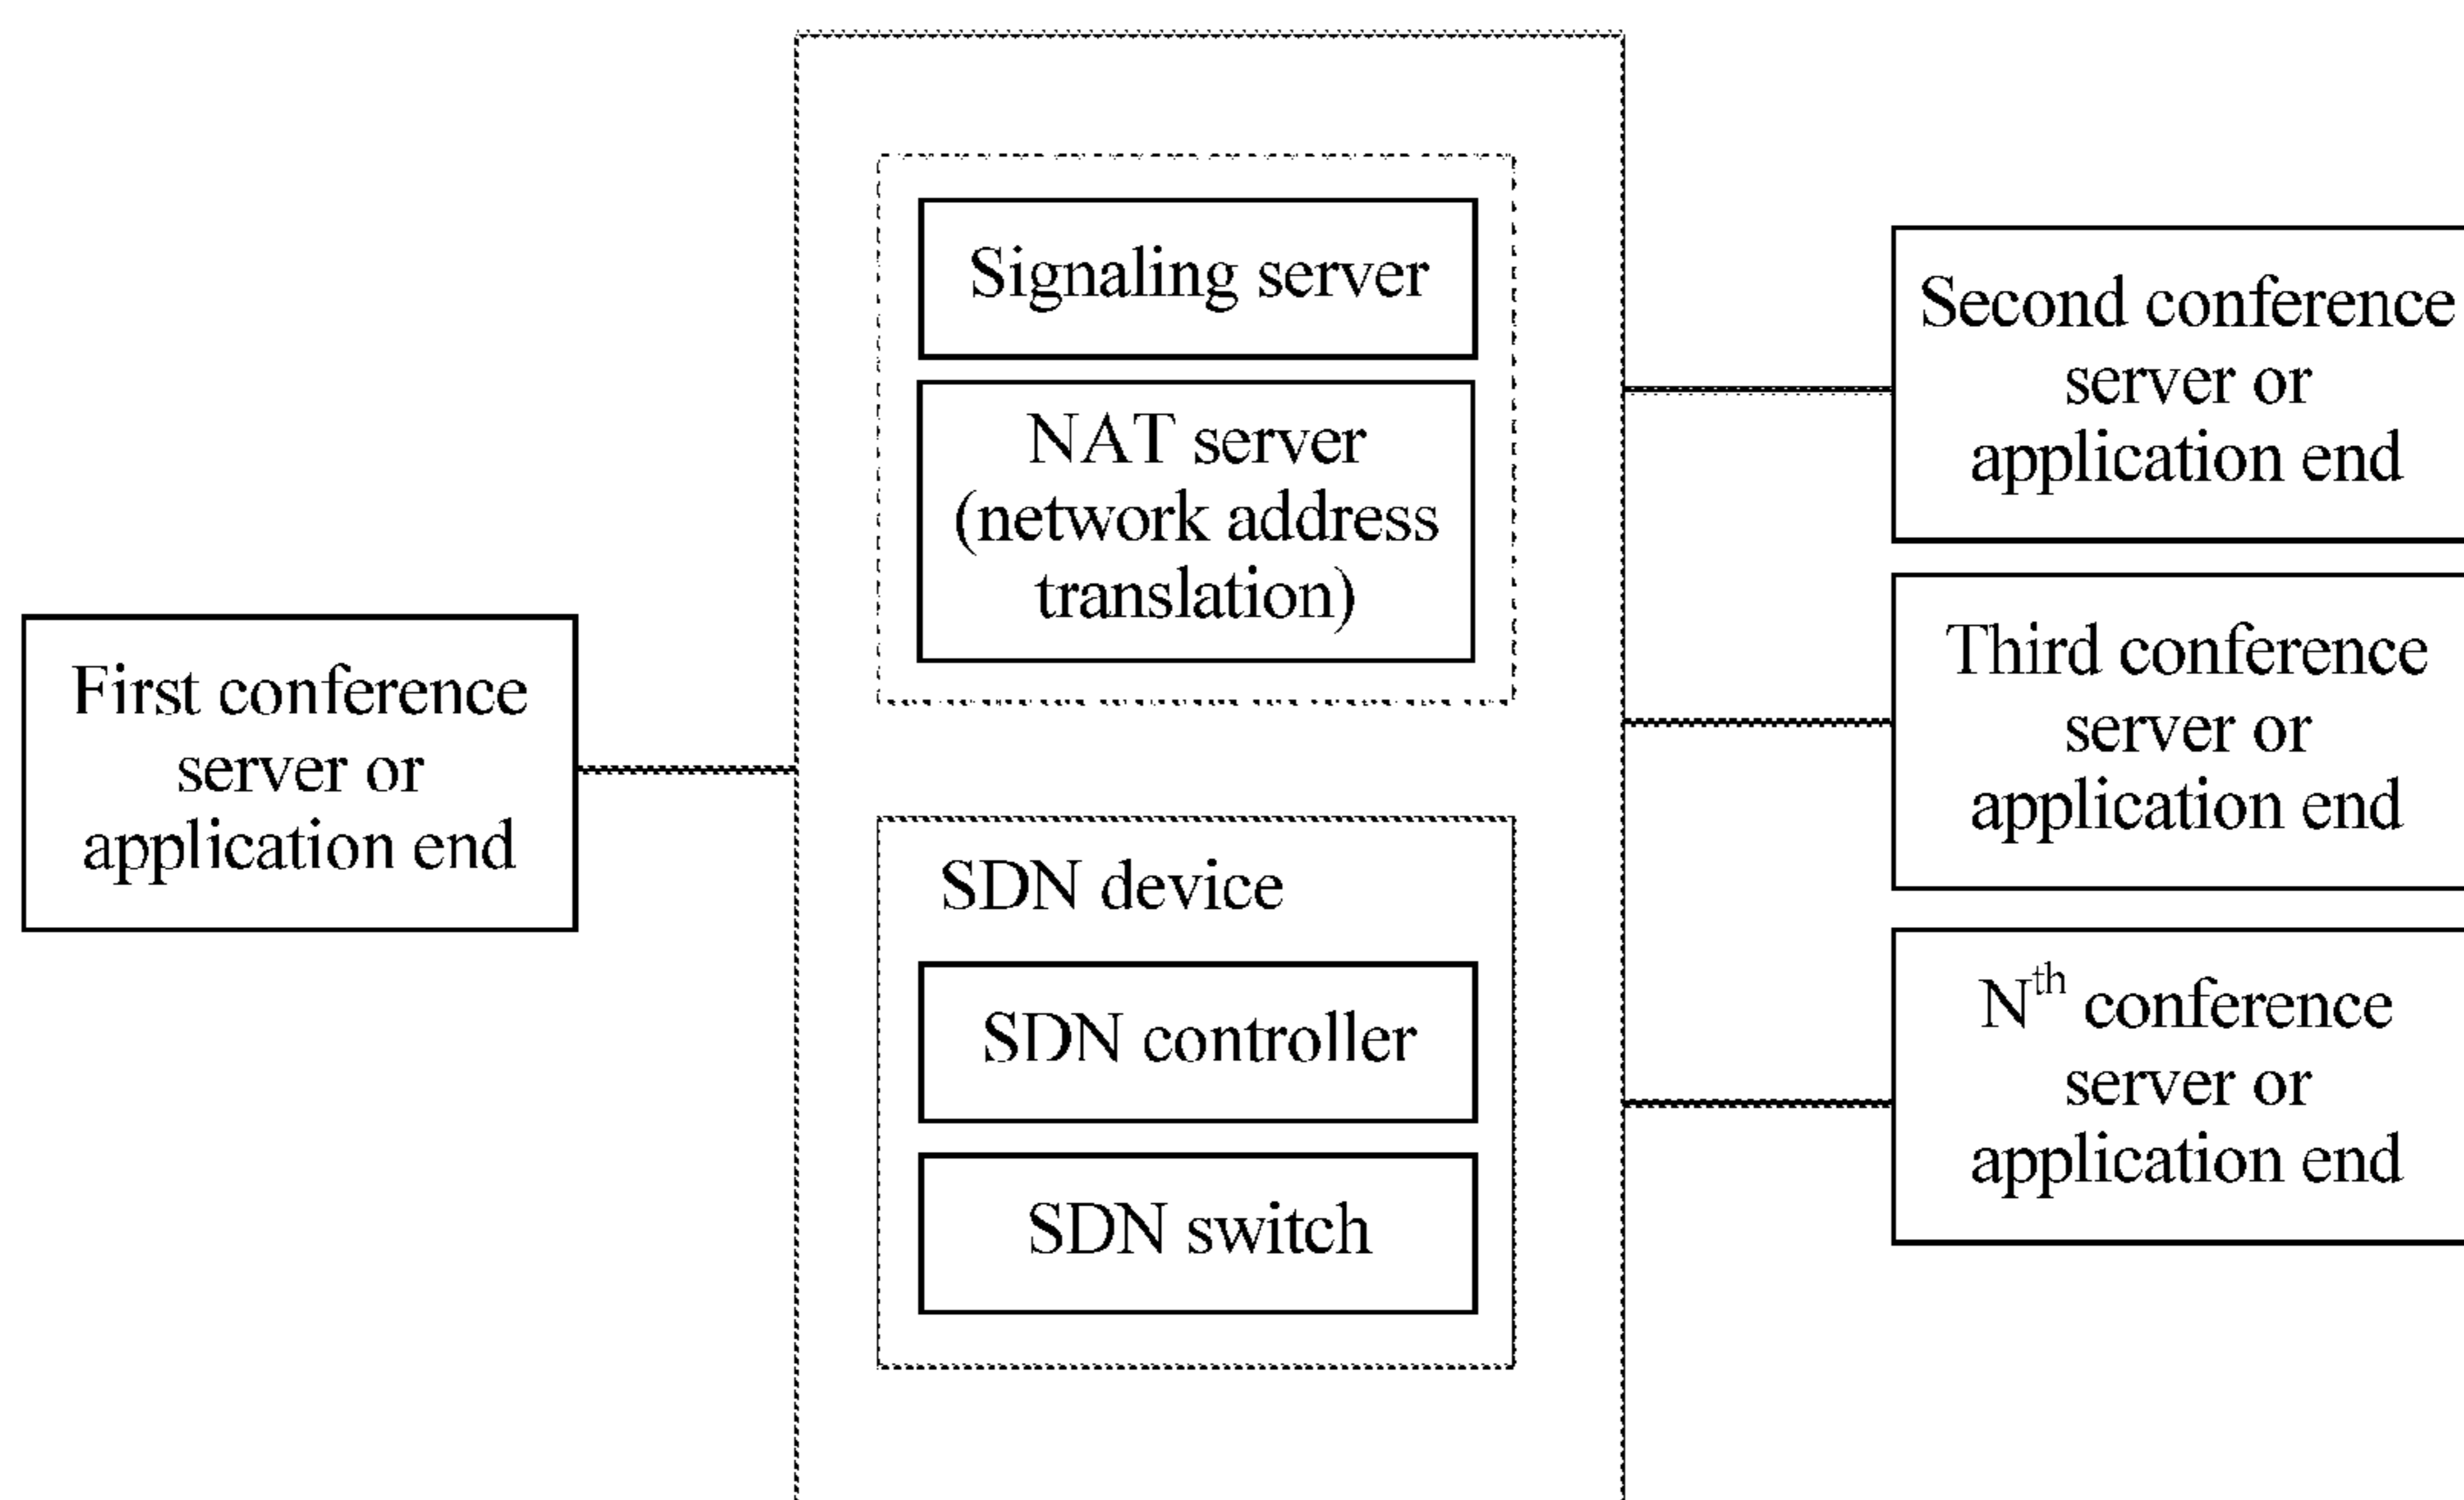 First conference
server or
application end
Signaling server
NAT server
(network address
translation)
SDN device
SDN controller
SDN switch
Second conference
server or
application end
Third conference
server or
application end
Nth conference
server or
application end